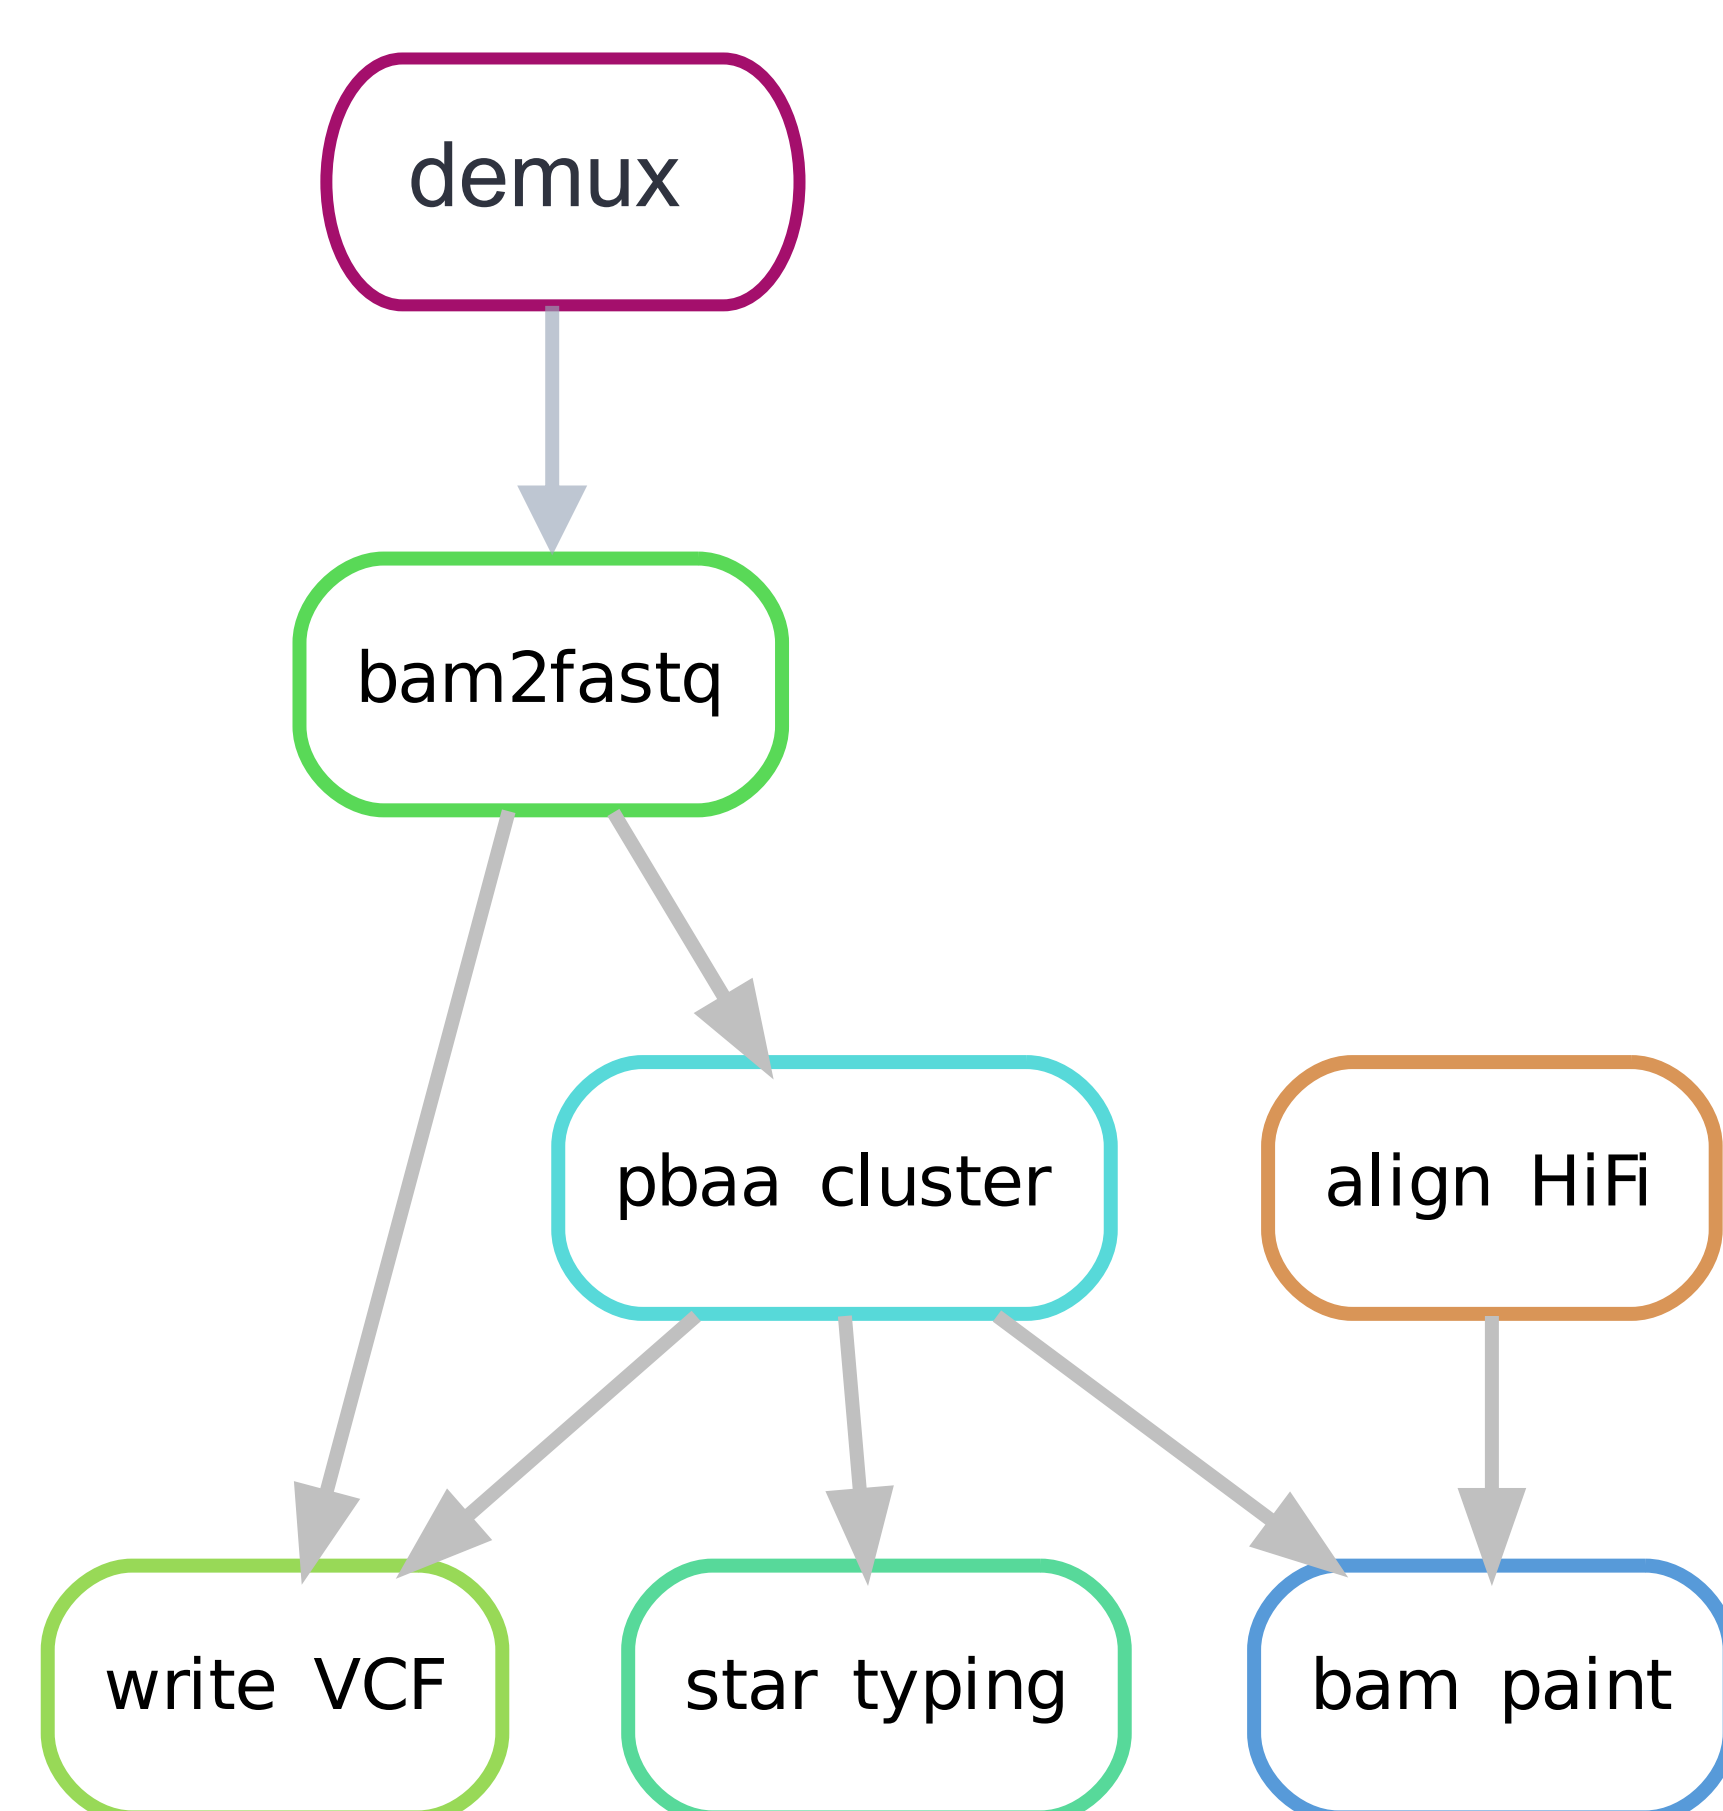 demux
bam2fastq
pbaa cluster
align HiFi
write VCF
star typing
bam paint